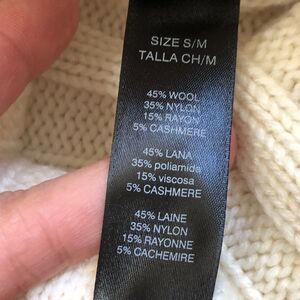 SIZE S/M
TALLA CH/M
45% WOOL
35% NYLON
15% RAYON
5% CASHMERE
45% LANA
35% poliamida
15% viscosa
5% CASHMERE
45% LAINE
35% NYLON
15% RAYONNE
5% CACHEMIRE